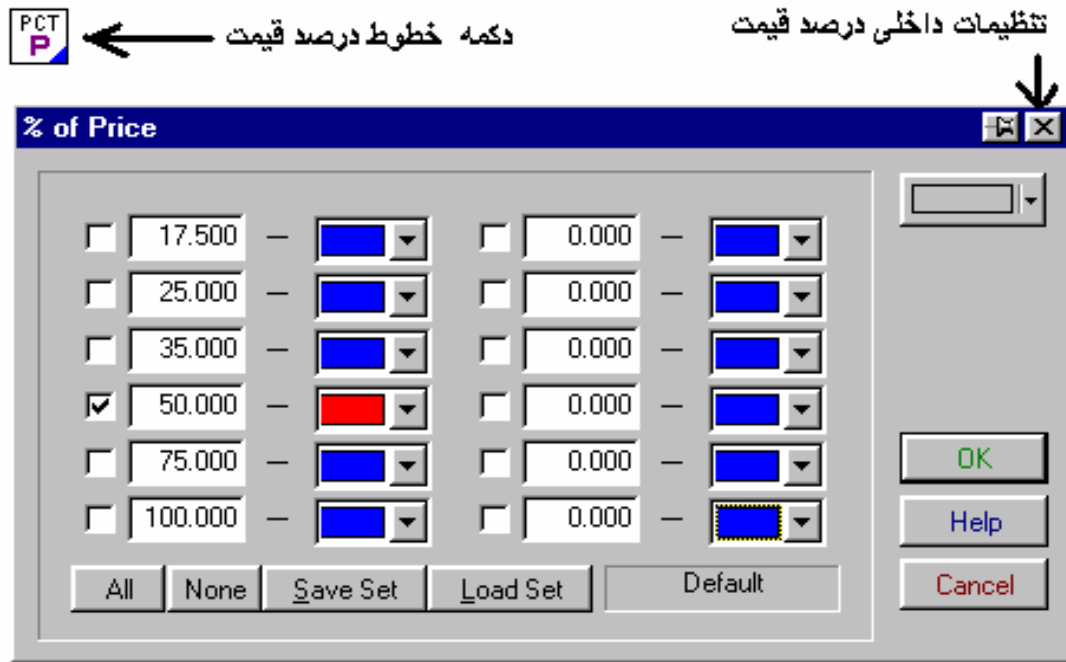 PCT
P
دکمه خطوط درصد قیمت
تنظیمات داخلی درصد قیمت
% of Price
17.500 – 0.000 –
25.000 – 0.000 –
35.000 – 0.000 –
50.000 – 0.000 –
75.000 – 0.000 –
100.000 – 0.000 –
OK
Help
All None Save Set Load Set Default
Cancel